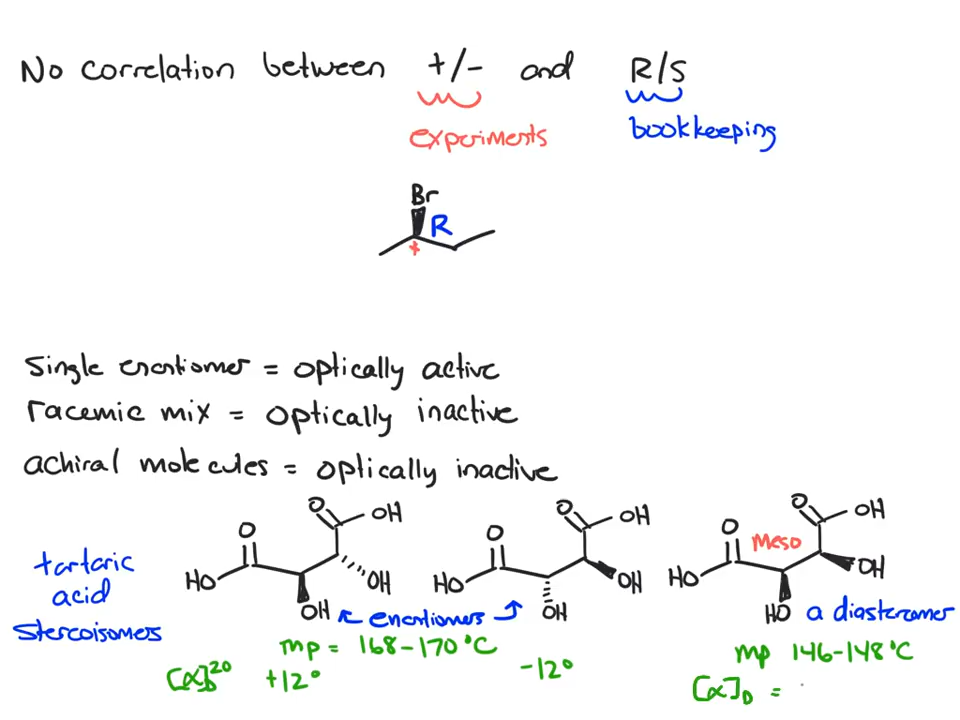 No correlation between +/- and R/S
experiments
bookkeeping
Br
R
*
Single enantiomer = optically active
racemic mix = optically inactive
achiral molecules = optically inactive
tartaric
acid
stereoisomers
O
HO
O
OH
OH
OH
O
HO
O
OH
OH
OH
O
HO
O
OH
OH
HO
Meso
enantiomers
a diastereomer
mp = 168-170°C
mp 146-148°C
[α]D20 +12°
-12°
[α]D =